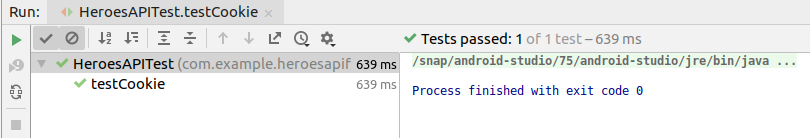 Run: HeroesAPITest.testCookie ×
Tests passed: 1 of 1 test – 639 ms
HeroesAPITest (com.example.heroesapif 639 ms
testCookie 639 ms
/snap/android-studio/75/android-studio/jre/bin/java ...
Process finished with exit code 0